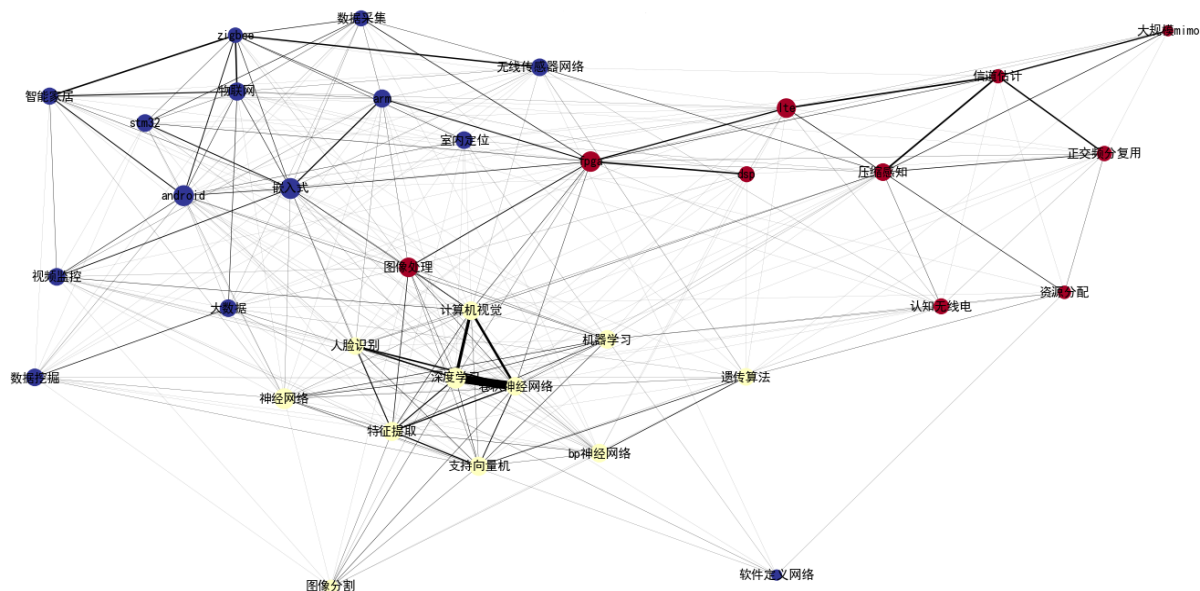 数据采集
大规模mimo
zigbee
无线传感器网络
信道估计
物联网
智能家居
arm
lte
stm32
室内定位
正交频分复用
fpga
dsp
压缩感知
android
嵌入式
图像处理
视频监控
资源分配
大数据
计算机视觉
认知无线电
机器学习
人脸识别
数据挖掘
深度学习
卷积神经网络
遗传算法
神经网络
特征提取
bp神经网络
支持向量机
软件定义网络
图像分割